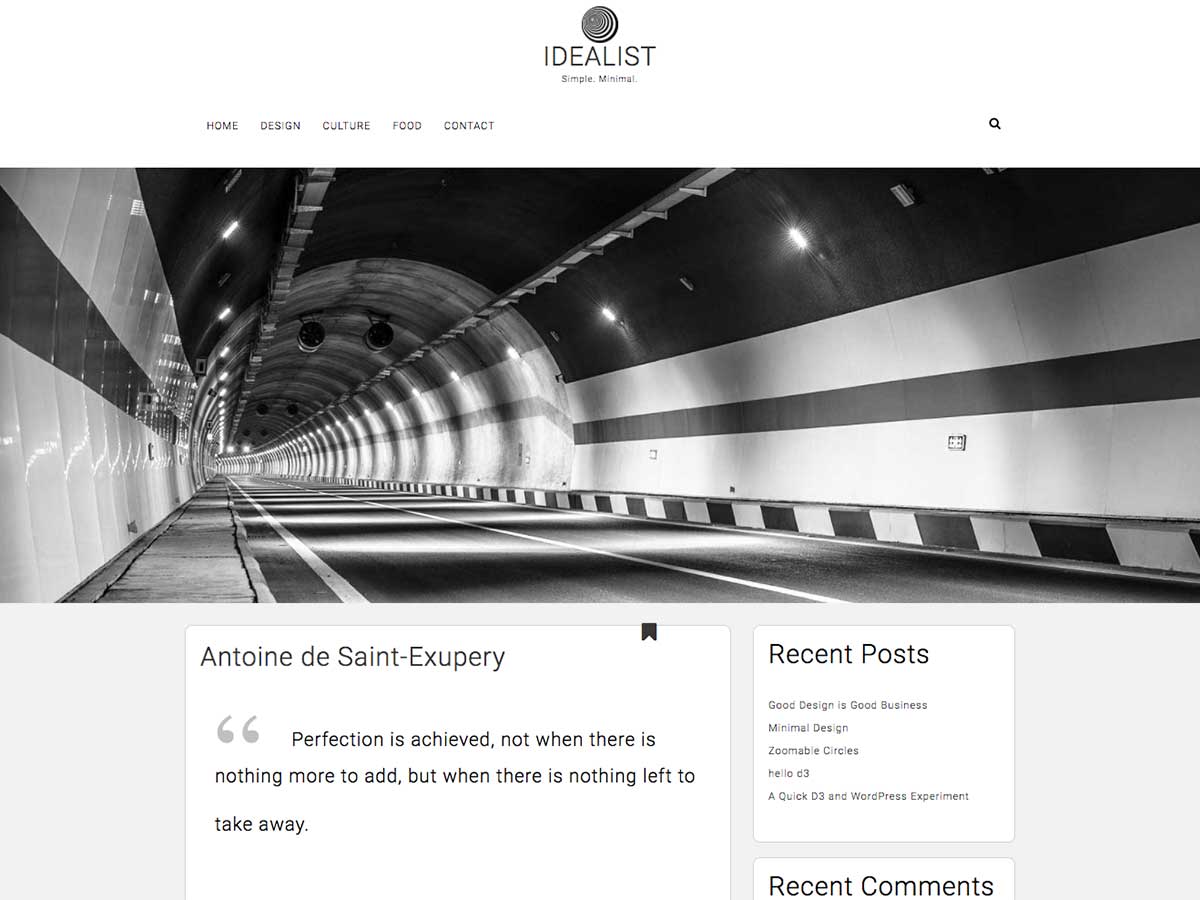 IDEALIST
Simple. Minimal.
HOME DESIGN CULTURE FOOD CONTACT
Antoine de Saint-Exupery
“ Perfection is achieved, not when there is
nothing more to add, but when there is nothing left to
take away.
Recent Posts
Good Design is Good Business
Minimal Design
Zoomable Circles
hello d3
A Quick D3 and WordPress Experiment
Recent Comments